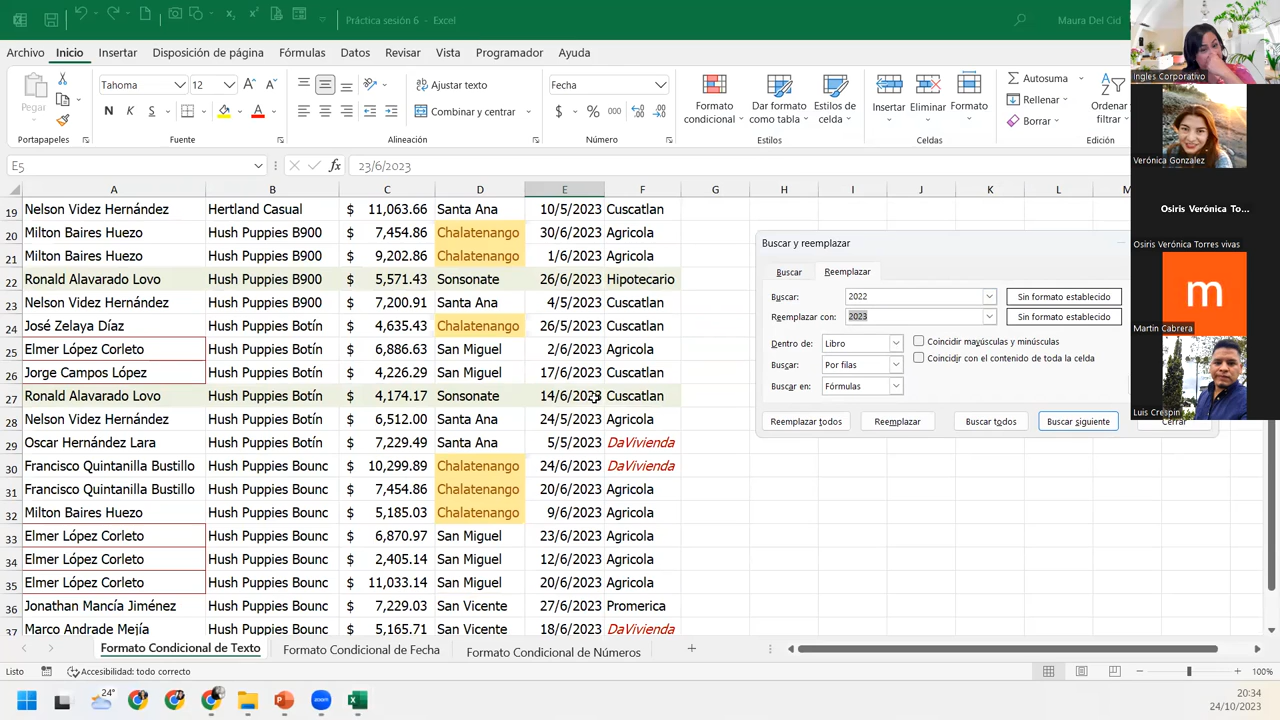 Práctica sesión 6 - Excel
Maura Del Cid
Archivo Inicio Insertar Disposición de página Fórmulas Datos Revisar Vista Programador Ayuda
Pegar
Portapapeles
Tahoma 12
N K S
Fuente
Ajustar texto
Combinar y centrar
Alineación
Fecha
Número
Formato condicional
Dar formato como tabla
Estilos de celda
Estilos
Insertar Eliminar Formato
Celdas
Autosuma
Rellenar
Borrar
Ordenar filtrar
Edición
E5 fx 23/6/2023
A B C D E F G H I J K L M
19 Nelson Videz Hernández Hertland Casual $ 11,063.66 Santa Ana 10/5/2023 Cuscatlan
20 Milton Baires Huezo Hush Puppies B900 $ 7,454.86 Chalatenango 30/6/2023 Agricola
21 Milton Baires Huezo Hush Puppies B900 $ 9,202.86 Chalatenango 1/6/2023 Agricola
22 Ronald Alavarado Lovo Hush Puppies B900 $ 5,571.43 Sonsonate 26/6/2023 Hipotecario
23 Nelson Videz Hernández Hush Puppies B900 $ 7,200.91 Santa Ana 4/5/2023 Cuscatlan
24 José Zelaya Díaz Hush Puppies Botín $ 4,635.43 Chalatenango 26/5/2023 Cuscatlan
25 Elmer López Corleto Hush Puppies Botín $ 6,886.63 San Miguel 2/6/2023 Agricola
26 Jorge Campos López Hush Puppies Botín $ 4,226.29 San Miguel 17/6/2023 Cuscatlan
27 Ronald Alavarado Lovo Hush Puppies Botín $ 4,174.17 Sonsonate 14/6/2023 Cuscatlan
28 Nelson Videz Hernández Hush Puppies Botín $ 6,512.00 Santa Ana 24/5/2023 Agricola
29 Oscar Hernández Lara Hush Puppies Botín $ 7,229.49 Santa Ana 5/5/2023 DaVivienda
30 Francisco Quintanilla Bustillo Hush Puppies Bounc $ 10,299.89 Chalatenango 24/6/2023 DaVivienda
31 Francisco Quintanilla Bustillo Hush Puppies Bounc $ 7,454.86 Chalatenango 20/6/2023 Agricola
32 Milton Baires Huezo Hush Puppies Bounc $ 5,185.03 Chalatenango 9/6/2023 Agricola
33 Elmer López Corleto Hush Puppies Bounc $ 6,870.97 San Miguel 23/6/2023 Agricola
34 Elmer López Corleto Hush Puppies Bounc $ 2,405.14 San Miguel 12/6/2023 Agricola
35 Elmer López Corleto Hush Puppies Bounc $ 11,033.14 San Miguel 20/6/2023 Agricola
36 Jonathan Mancía Jiménez Hush Puppies Bounc $ 7,229.03 San Vicente 27/6/2023 Promerica
37 Marco Andrade Mejía Hush Puppies Bounc $ 5,165.71 San Vicente 18/6/2023 DaVivienda
Buscar y reemplazar
Buscar Reemplazar
Buscar: 2022 Sin formato establecido
Reemplazar con: 2023 Sin formato establecido
Dentro de: Libro
Buscar: Por filas
Buscar en: Fórmulas
Coincidir mayúsculas y minúsculas
Coincidir con el contenido de toda la celda
Reemplazar todos Reemplazar Buscar todos Buscar siguiente Cerrar
Ingles Corporativo
Verónica Gonzalez
Osiris Verónica To...
Osiris Verónica Torres vivas
m
Martin Cabrera
Luis Crespin
Formato Condicional de Texto Formato Condicional de Fecha Formato Condicional de Números
Listo Accesibilidad: todo correcto 100%
24°
zoom
20:34
24/10/2023